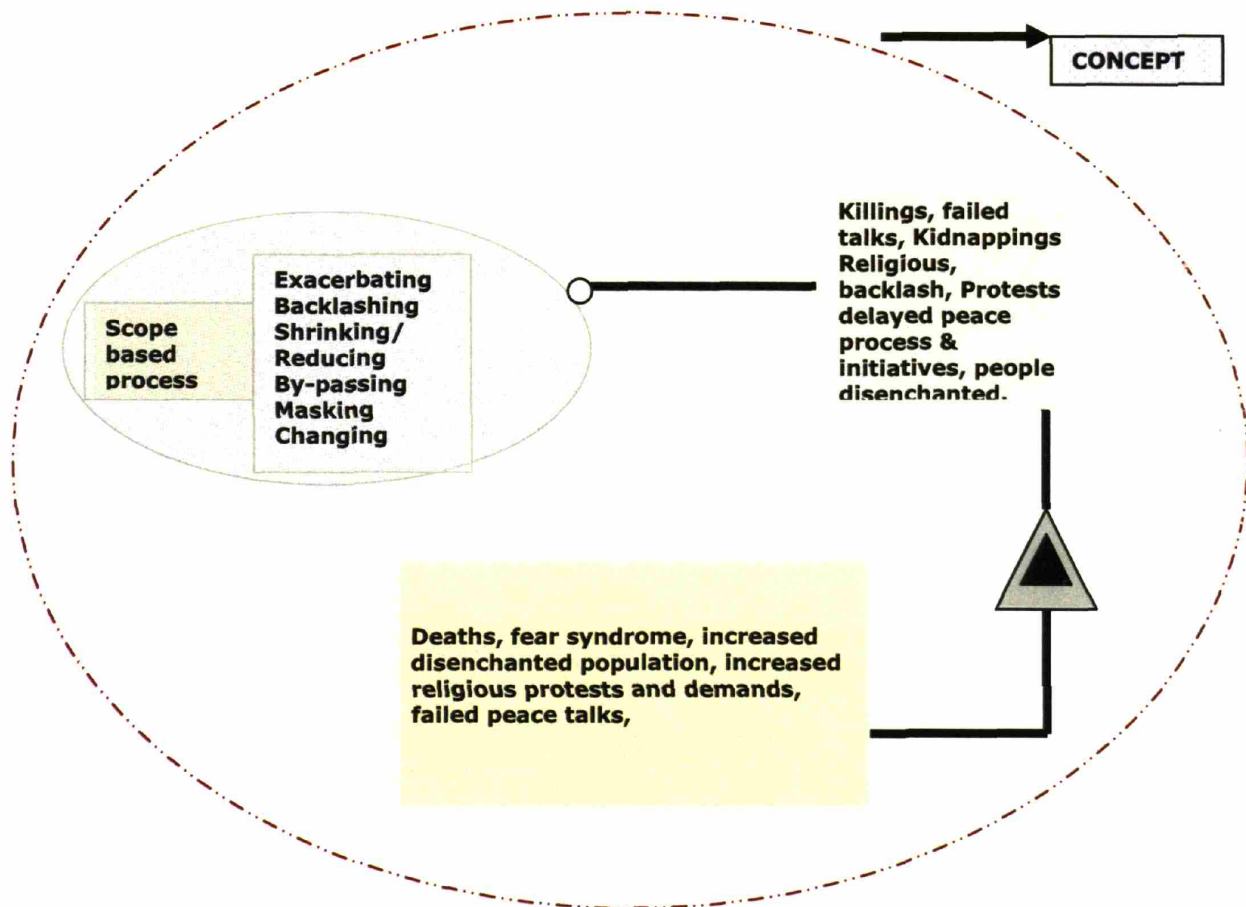 CONCEPT
Scope
based
process
Exacerbating
Backlashing
Shrinking/
Reducing
By-passing
Masking
Changing
Killings, failed
talks, Kidnappings
Religious,
backlash, Protests
delayed peace
process &
initiatives, people
disenchanted.
Deaths, fear syndrome, increased
disenchanted population, increased
religious protests and demands,
failed peace talks,